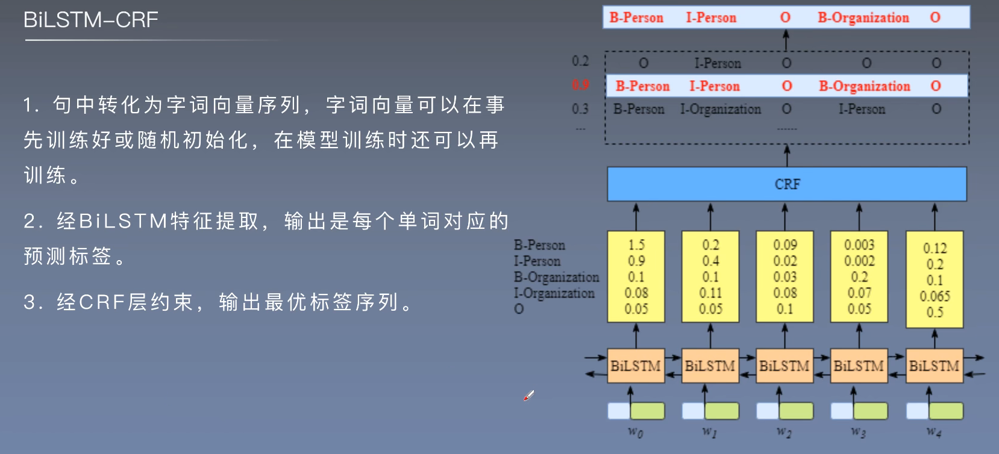 BiLSTM-CRF
1. 句中转化为字词向量序列，字词向量可以在事
先训练好或随机初始化，在模型训练时还可以再
训练。
2. 经BiLSTM特征提取，输出是每个单词对应的
预测标签。
3. 经CRF层约束，输出最优标签序列。
B-Person I-Person O B-Organization O
0.2 O I-Person O O O
0.9 B-Person I-Person O B-Organization O
0.3 B-Person I-Organization O I-Person O
... ......
CRF
B-Person 1.5 0.2 0.09 0.003 0.12
I-Person 0.9 0.4 0.02 0.002 0.2
B-Organization 0.1 0.1 0.03 0.2 0.1
I-Organization 0.08 0.11 0.08 0.07 0.065
O 0.05 0.05 0.1 0.05 0.5
BiLSTM BiLSTM BiLSTM BiLSTM BiLSTM
w0 w1 w2 w3 w4